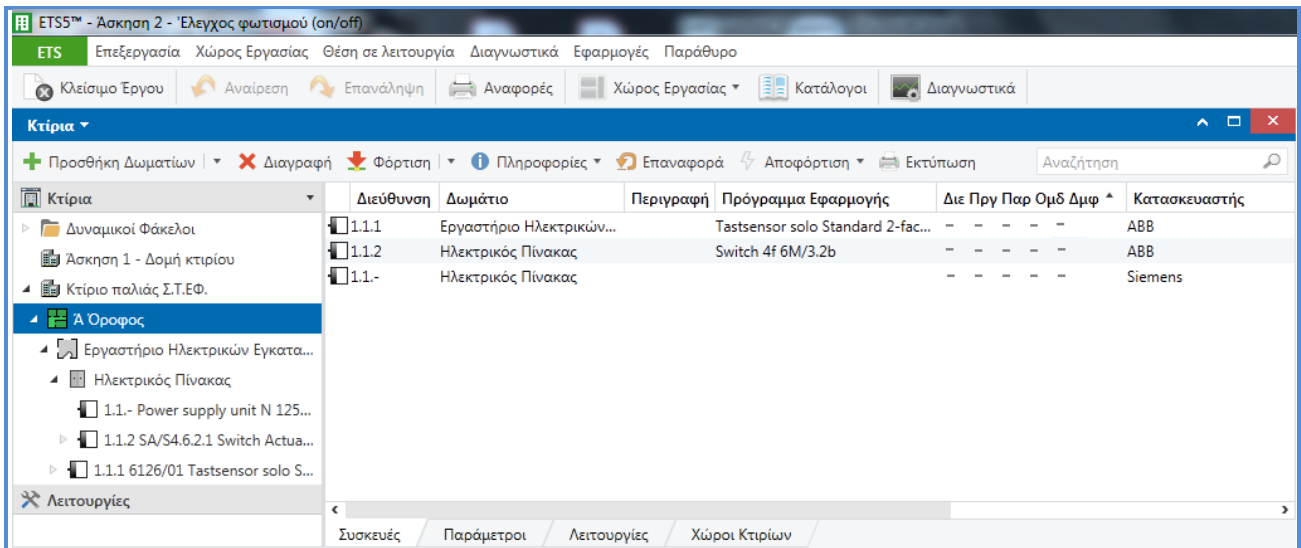 ETS5™ - Άσκηση 2 - 'Ελεγχος φωτισμού (on/off)
ETS Επεξεργασία Χώρος Εργασίας Θέση σε λειτουργία Διαγνωστικά Εφαρμογές Παράθυρο
Κλείσιμο Έργου Αναίρεση Επανάληψη Αναφορές Χώρος Εργασίας Κατάλογοι Διαγνωστικά
Κτίρια
Προσθήκη Δωματίων Διαγραφή Φόρτιση Πληροφορίες Επαναφορά Αποφόρτιση Εκτύπωση Αναζήτηση
Κτίρια Διεύθυνση Δωμάτιο Περιγραφή Πρόγραμμα Εφαρμογής Διε Πργ Παρ Ομδ Δμφ Κατασκευαστής
Δυναμικοί Φάκελοι
Άσκηση 1 - Δομή κτιρίου
Κτίριο παλιάς Σ.Τ.ΕΦ.
Ά Όροφος
Εργαστήριο Ηλεκτρικών Εγκατα...
Ηλεκτρικός Πίνακας
1.1.- Power supply unit N 125...
1.1.2 SA/S4.6.2.1 Switch Actua...
1.1.1 6126/01 Tastsensor solo S...
Λειτουργίες
1.1.1 Εργαστήριο Ηλεκτρικών... Tastsensor solo Standard 2-fac... – – – – – ABB
1.1.2 Ηλεκτρικός Πίνακας Switch 4f 6M/3.2b – – – – – ABB
1.1.- Ηλεκτρικός Πίνακας – – – – – Siemens
Συσκευές Παράμετροι Λειτουργίες Χώροι Κτιρίων